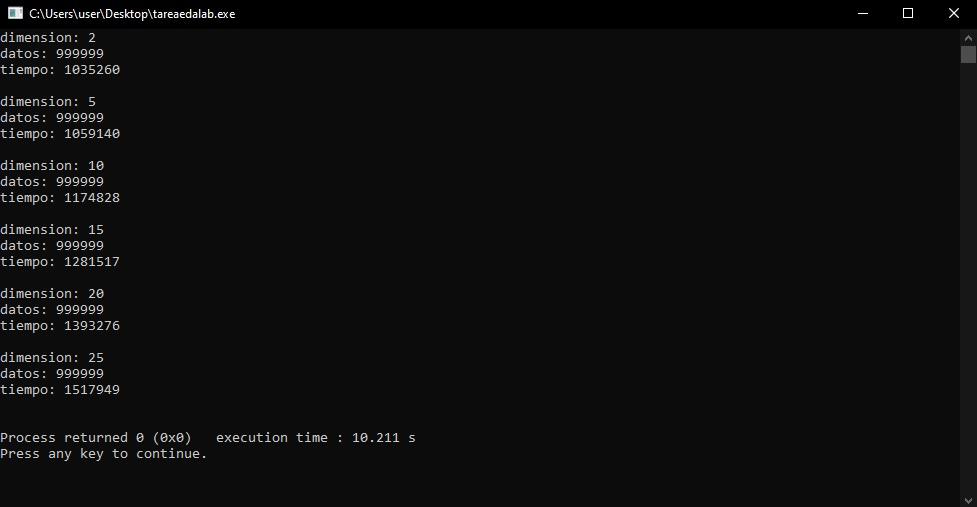 C:\Users\user\Desktop\tareaedalab.exe
dimension: 2
datos: 999999
tiempo: 1035260
dimension: 5
datos: 999999
tiempo: 1059140
dimension: 10
datos: 999999
tiempo: 1174828
dimension: 15
datos: 999999
tiempo: 1281517
dimension: 20
datos: 999999
tiempo: 1393276
dimension: 25
datos: 999999
tiempo: 1517949
Process returned 0 (0x0)   execution time : 10.211 s
Press any key to continue.